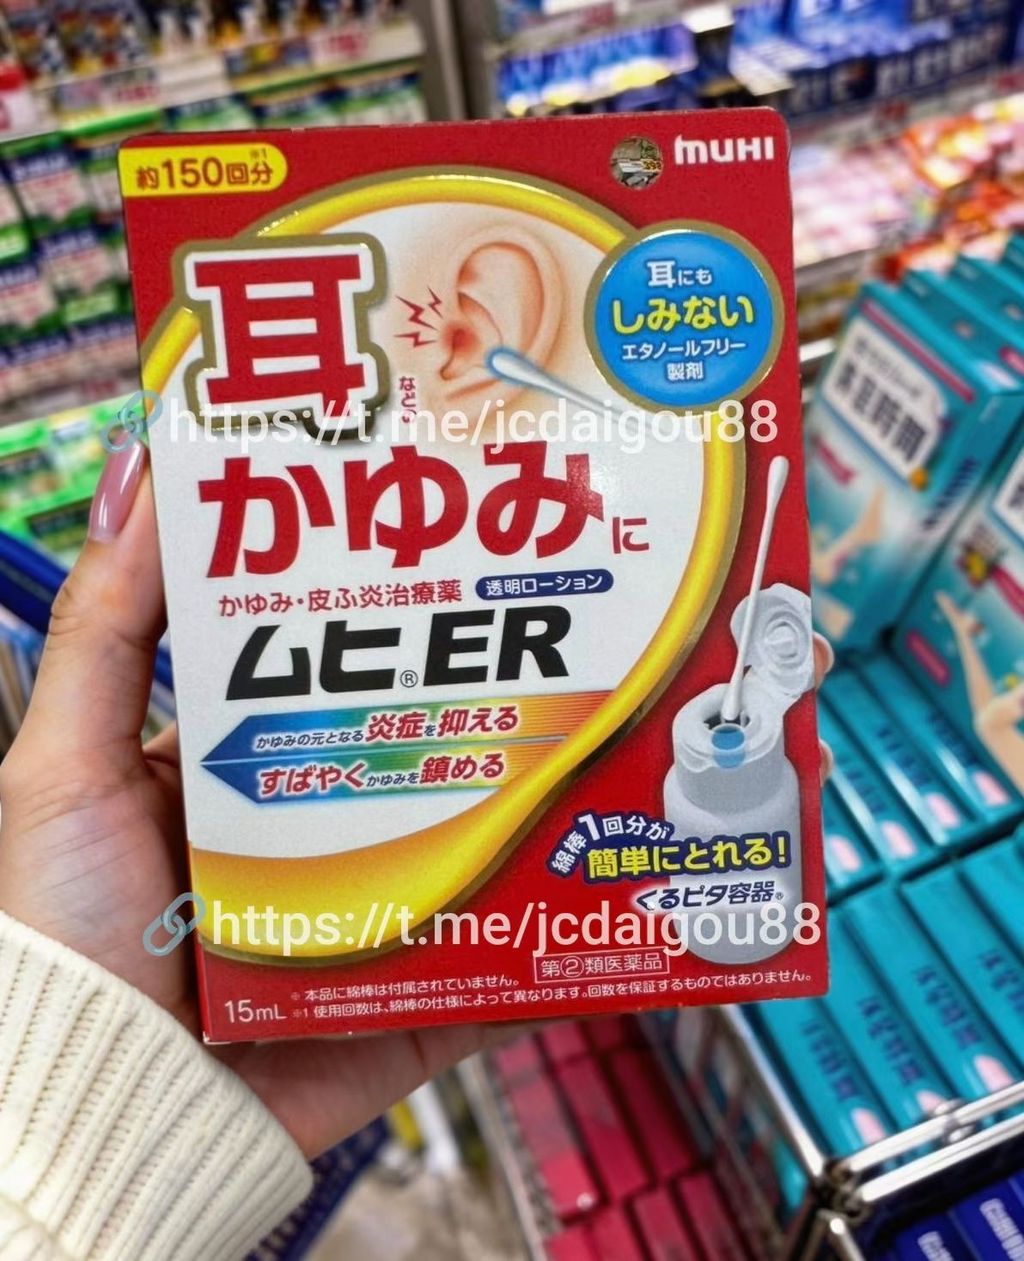 約150回分
※1
muHI
耳
などの
かゆみに
耳にも
しみない
エタノールフリー
製剤
https://t.me/jcdaigou88
かゆみ・皮ふ炎治療薬 透明ローション
ムヒ®ER
かゆみの元となる炎症を抑える
すばやくかゆみを鎮める
綿棒1回分が
簡単にとれる!
くるピタ容器®
https://t.me/jcdaigou88
第②類医薬品
※本品に綿棒は付属されていません。
15mL ※1 使用回数は、綿棒の仕様によって異なります。回数を保証するものではありません。